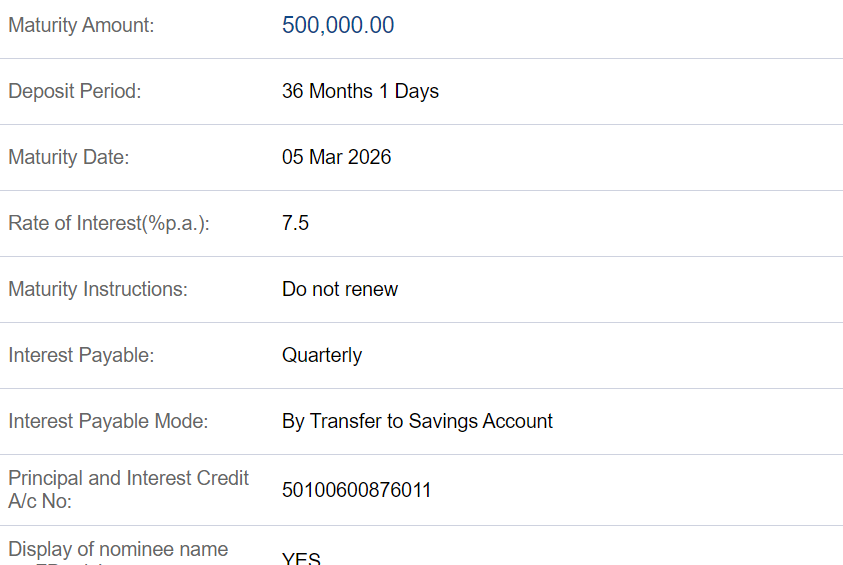 Maturity Amount: 500,000.00
Deposit Period: 36 Months 1 Days
Maturity Date: 05 Mar 2026
Rate of Interest(%p.a.): 7.5
Maturity Instructions: Do not renew
Interest Payable: Quarterly
Interest Payable Mode: By Transfer to Savings Account
Principal and Interest Credit
A/c No: 50100600876011
Display of nominee name
YES